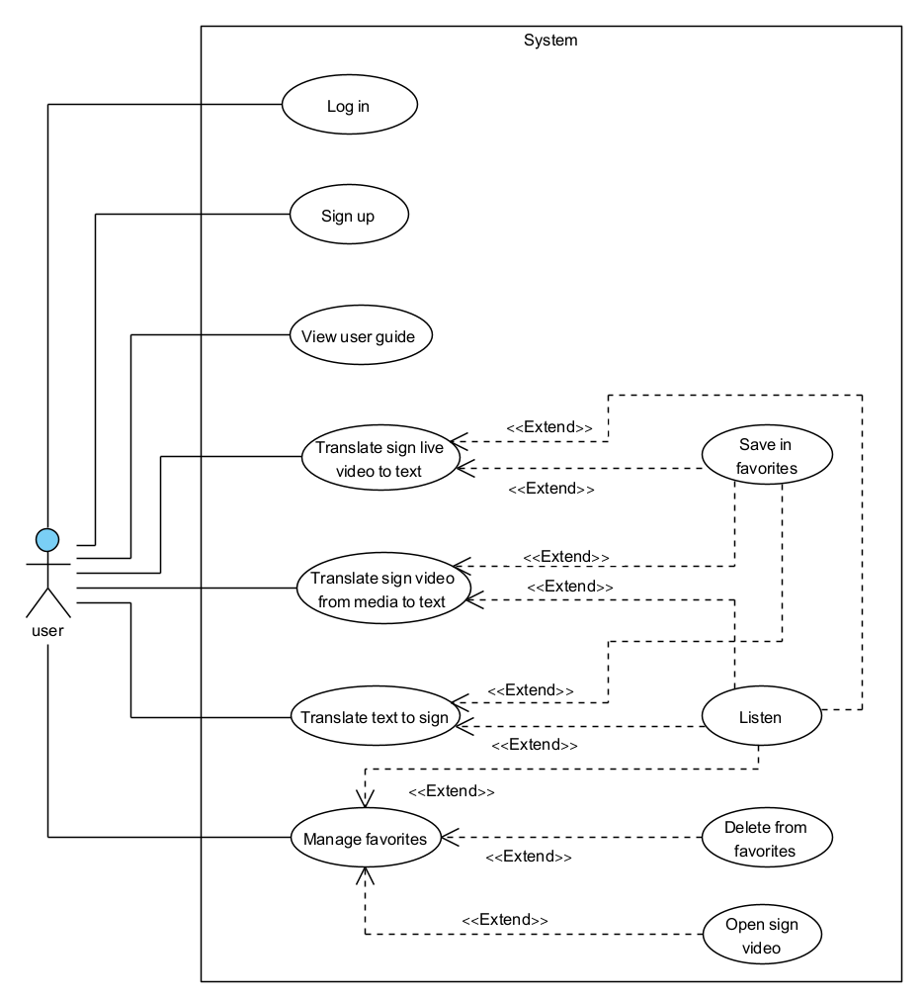 System
Log in
Sign up
View user guide
<<Extend>>
Translate sign live
video to text
Save in
favorites
<<Extend>>
<<Extend>>
Translate sign video
from media to text
<<Extend>>
user
<<Extend>>
Translate text to sign
Listen
<<Extend>>
<<Extend>>
Manage favorites
Delete from
favorites
<<Extend>>
<<Extend>>
Open sign
video